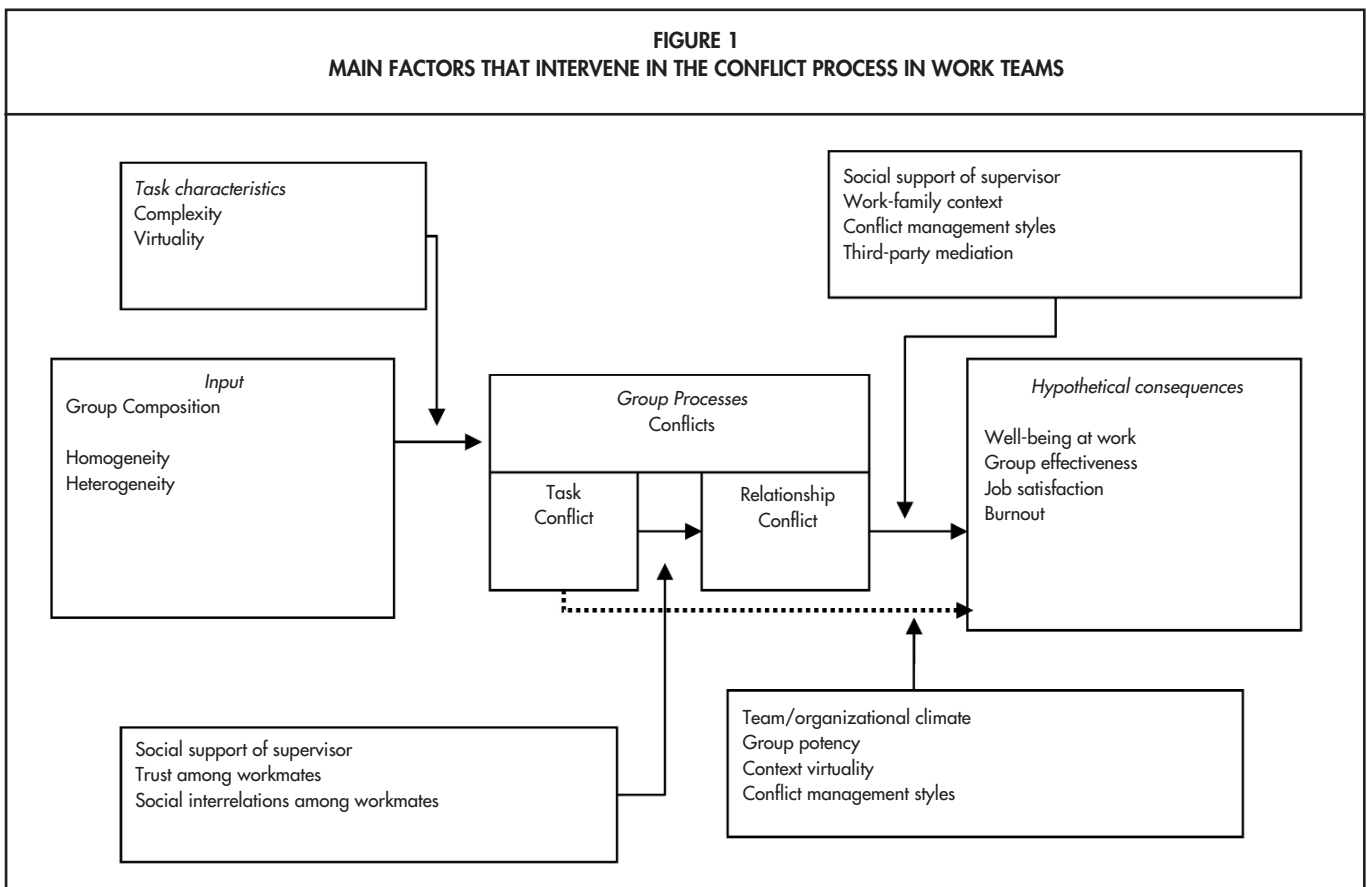 FIGURE 1
MAIN FACTORS THAT INTERVENE IN THE CONFLICT PROCESS IN WORK TEAMS
Task characteristics
Complexity
Virtuality
Social support of supervisor
Work-family context
Conflict management styles
Third-party mediation
Input
Group Composition
Homogeneity
Heterogeneity
Group Processes
Conflicts
Task
Conflict
Relationship
Conflict
Hypothetical consequences
Well-being at work
Group effectiveness
Job satisfaction
Burnout
Social support of supervisor
Trust among workmates
Social interrelations among workmates
Team/organizational climate
Group potency
Context virtuality
Conflict management styles